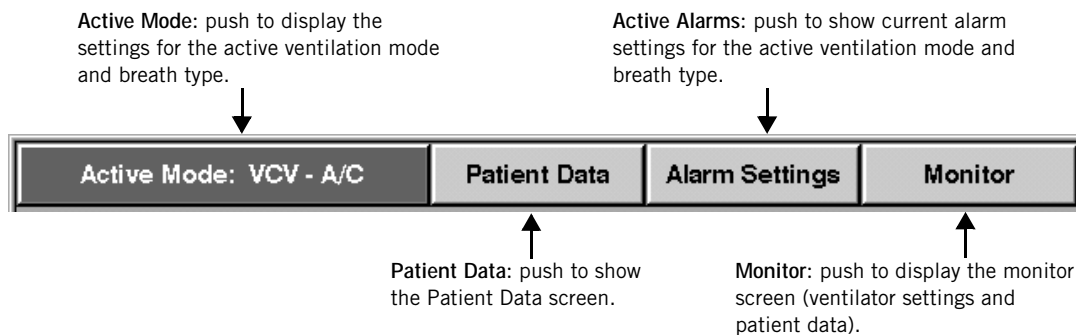 Active Mode: push to display the
settings for the active ventilation mode
and breath type.
Active Alarms: push to show current alarm
settings for the active ventilation mode and
breath type.
Active Mode: VCV - A/C
Patient Data
Alarm Settings
Monitor
Patient Data: push to show
the Patient Data screen.
Monitor: push to display the monitor
screen (ventilator settings and
patient data).